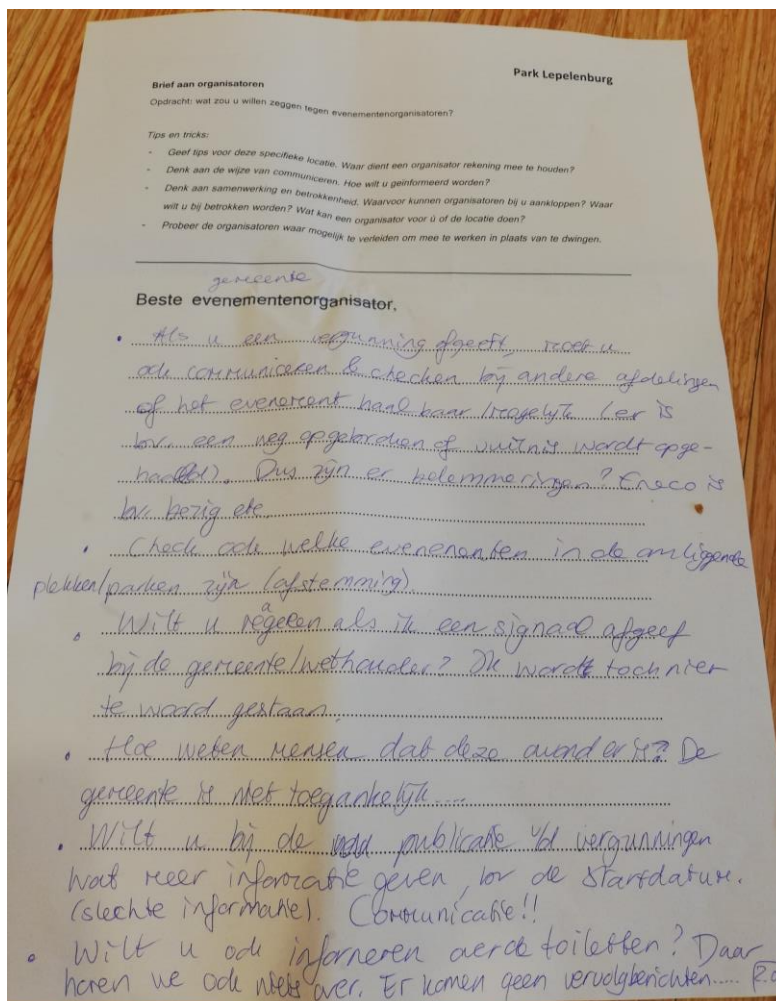 Park Lepelenburg
Brief aan organisatoren
Opdracht: wat zou u willen zeggen tegen evenementenorganisatoren?
Tips en tricks:
- Geef tips voor deze specifieke locatie. Waar dient een organisator rekening mee te houden?
- Denk aan de wijze van communiceren. Hoe wilt u geinformeerd worden?
- Denk aan samenwerking en betrokkenheid. Waarvoor kunnen organisatoren bij u aankloppen? Waar
wilt u bij betrokken worden? Wat kan een organisator voor ú of de locatie doen?
- Probeer de organisatoren waar mogelijk te verleiden om mee te werken in plaats van te dwingen.
gemeente
Beste evenementenorganisator,
• Als u een vergunning afgeeft, moet u
ook communiceren & checken bij andere afdelingen
of het evenement haalbaar/mogelijk (er is
bv. een weg opgebroken of vuilnis wordt opge-
haald). Dus zijn er belemmeringen? Eneco is
bv. bezig etc.
• Check ook welke evenementen in de omliggende
plekken/parken zijn (afstemming).
• Wilt u reageren als ik een signaal afgeef
bij de gemeente/wethouder? Ik wordt toch niet
te woord gestaan.
• Hoe weten mensen dat deze avond er is? De
gemeente is niet toegankelijk....
• Wilt u bij de publicatie v/d vergunningen
wat meer informatie geven, bv de startdatum.
(slechte informatie). Communicatie!!
• Wilt u ook informeren over de toiletten? Daar
horen we ook niets over. Er komen geen vervolgberichten.....